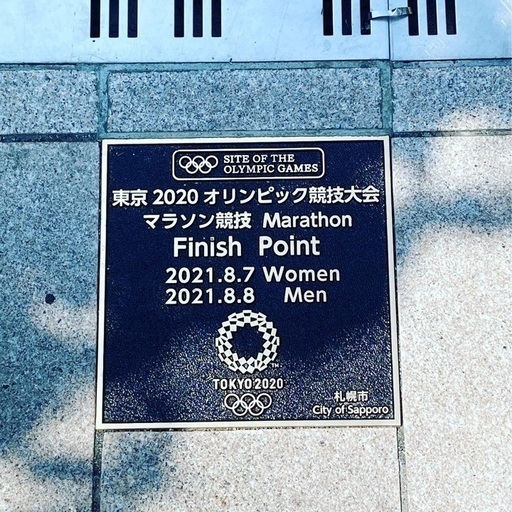 SITE OF THE
OLYMPIC GAMES
東京 2020 オリンピック競技大会
マラソン競技 Marathon
Finish Point
2021.8.7 Women
2021.8.8 Men
TM
TOKYO 2020
札幌市
City of Sapporo